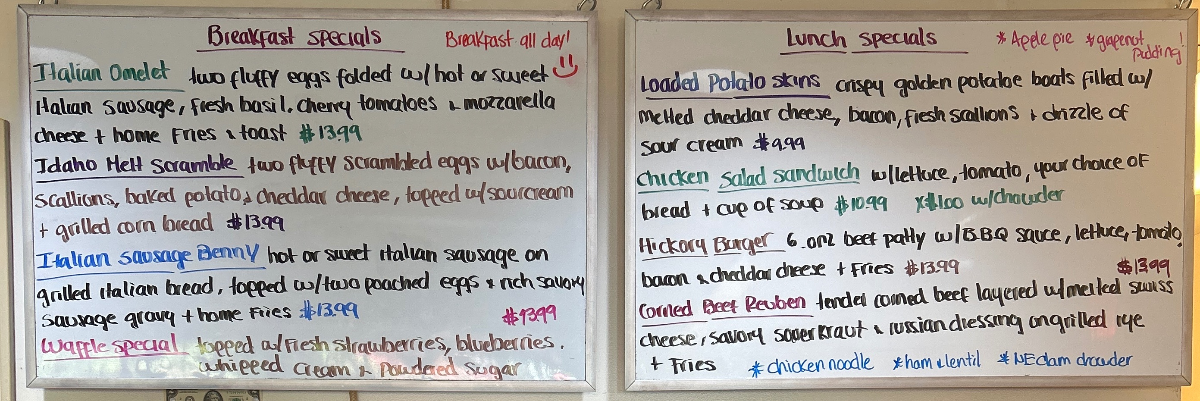 Breakfast specials
Breakfast all day!
Italian Omelet two fluffy eggs folded w/hot or sweet
Italian sausage, fresh basil, cherry tomatoes & mozzarella
cheese + home fries & toast $13.99
Idaho Melt Scramble two fluffy scrambled eggs w/bacon,
scallions, baked potato & cheddar cheese, topped w/sourcream
+ grilled corn bread $13.99
Italian Sausage Benny hot or sweet italian sausage on
grilled italian bread, topped w/two poached eggs & rich savory
sausage gravy + home fries $13.99
$13.99
Waffle special topped w/fresh strawberries, blueberries,
whipped cream & powdered sugar
Lunch specials
*Apple pie *grapenut pudding!
Loaded Potato skins crispy golden potatoe boats filled w/
melted cheddar cheese, bacon, fresh scallions + drizzle of
sour cream $9.99
Chicken Salad sandwich w/lettuce, tomato, your choice of
bread + cup of soup $10.99 x$1.00 w/chowder
Hickory Burger 6.onz beef patty w/B.B.Q sauce, lettuce, tomato,
bacon & cheddar cheese + fries $13.99
$13.99
Corned Beef Reuben tender corned beef layered w/melted swiss
cheese, savory sauerkraut & russian dressing on grilled rye
+ fries
*chicken noodle *ham & lentil *NE clam chowder